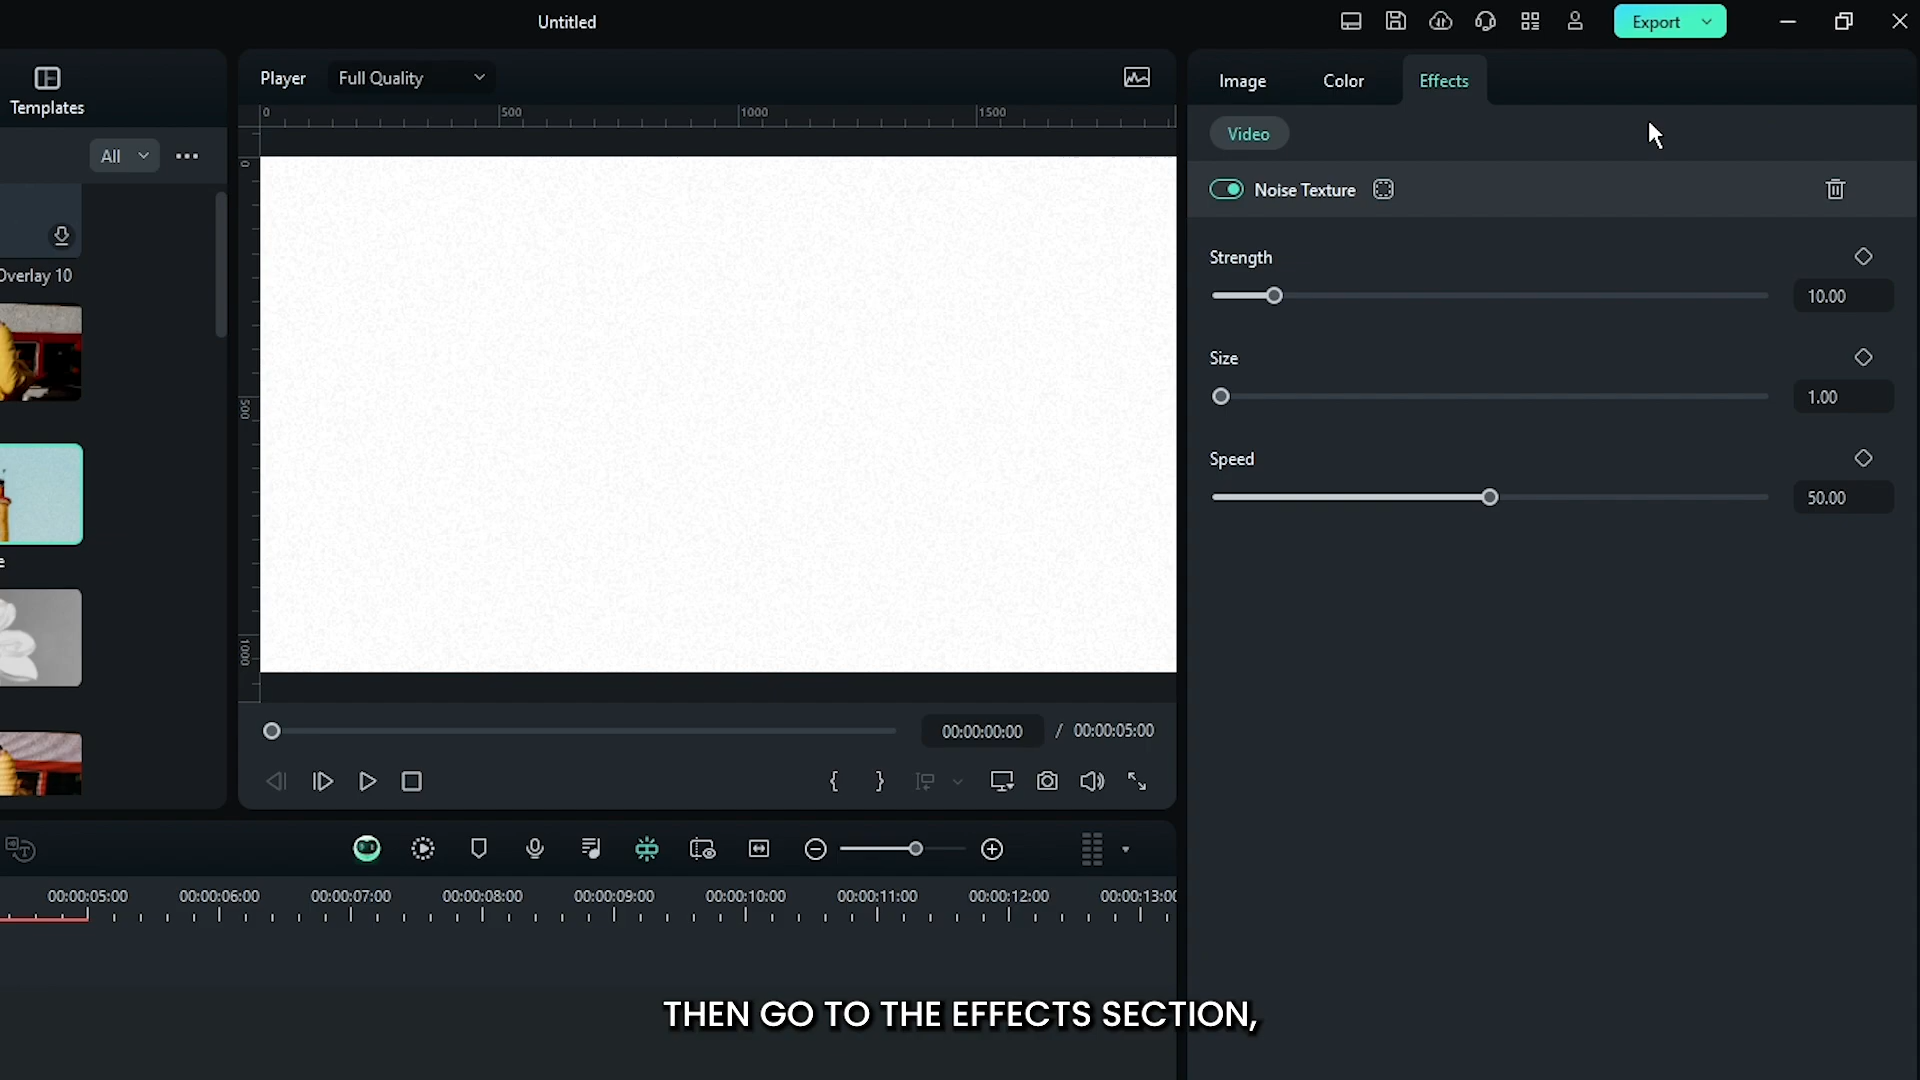 Untitled
Export
Templates
Player
Full Quality
Image
Color
Effects
0
500
1000
1500
All
Video
0
Noise Texture
Overlay 10
Strength
10.00
Size
1.00
500
Speed
50.00
e
1000
00:00:00:00 / 00:00:05:00
00:00:05:00 00:00:06:00 00:00:07:00 00:00:08:00 00:00:09:00 00:00:10:00 00:00:11:00 00:00:12:00 00:00:13:00
THEN GO TO THE EFFECTS SECTION,